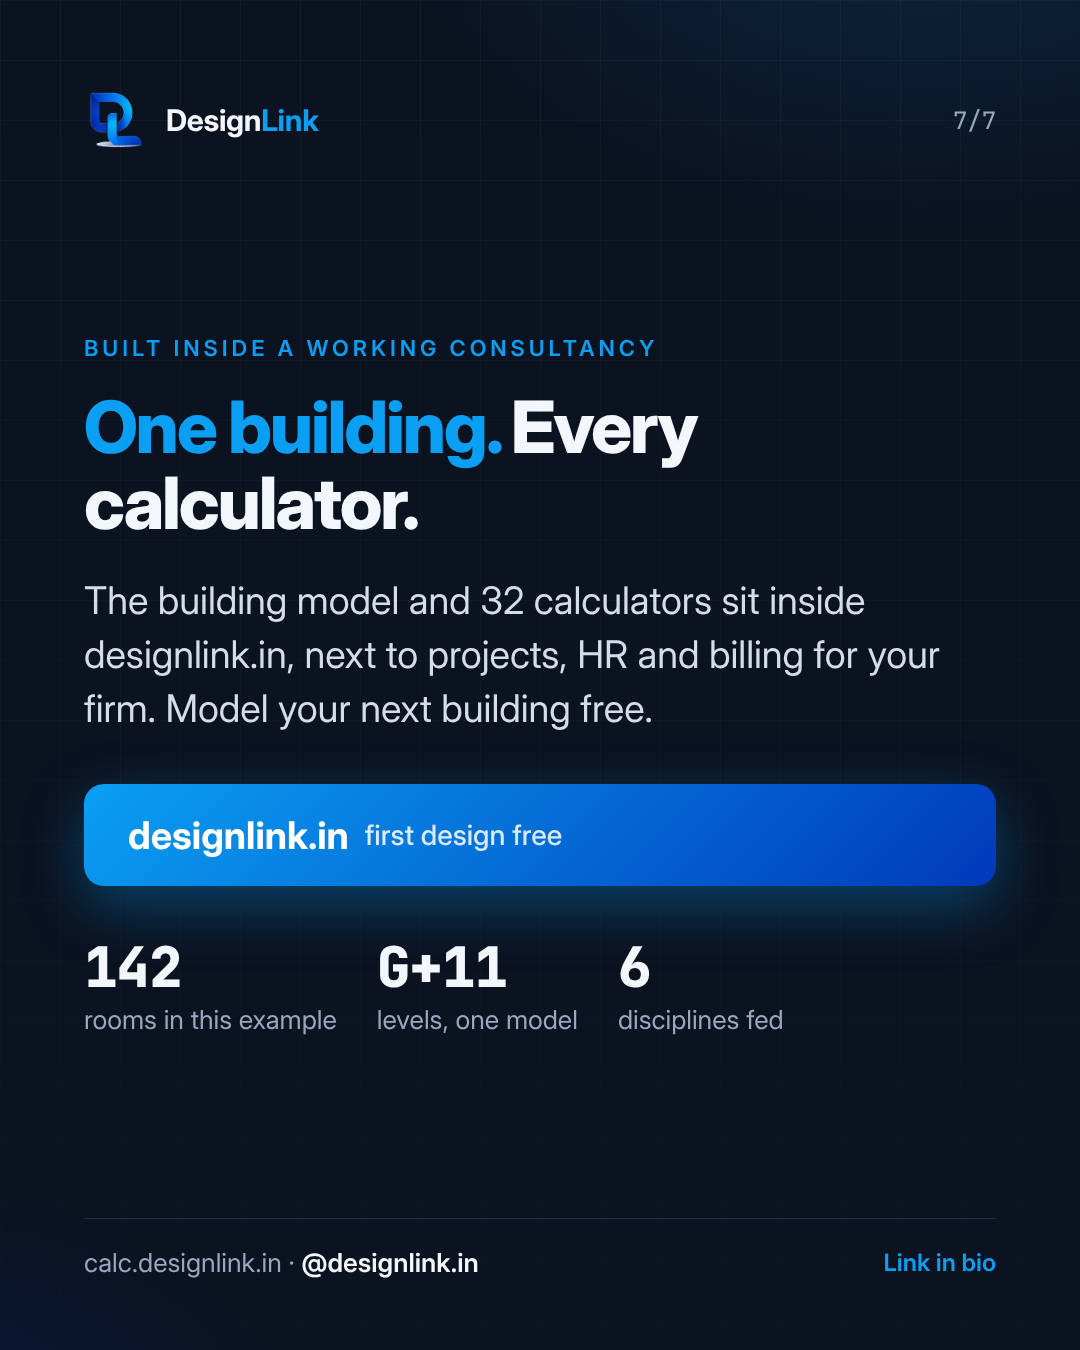 DesignLink
7/7
BUILT INSIDE A WORKING CONSULTANCY
One building. Every
calculator.
The building model and 32 calculators sit inside
designlink.in, next to projects, HR and billing for your
firm. Model your next building free.
designlink.in first design free
142 G+11 6
rooms in this example levels, one model disciplines fed
calc.designlink.in · @designlink.in
Link in bio